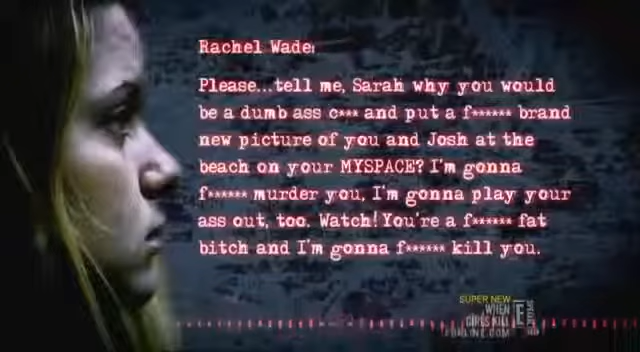 Rachel Wade:
Please...tell me, Sarah why you would
be a dumb ass c*** and put a f****** brand
new picture of you and Josh at the
beach on your MYSPACE? I'm gonna
f****** murder you, I'm gonna play your
ass out, too. Watch! You're a f****** fat
bitch and I'm gonna f****** kill you.
SUPER NEW
WHEN
GIRLS KILL
E!